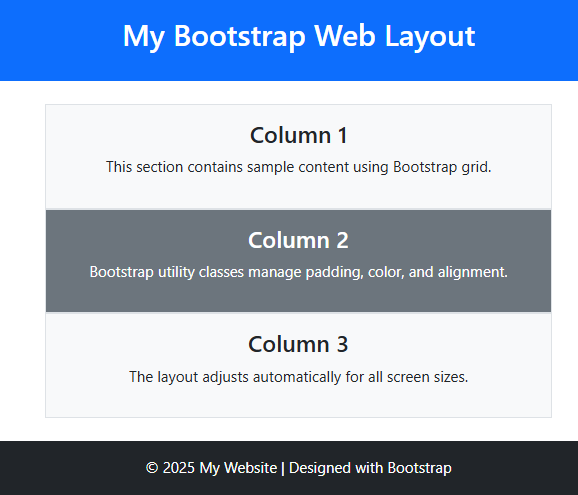 My Bootstrap Web Layout
Column 1
This section contains sample content using Bootstrap grid.
Column 2
Bootstrap utility classes manage padding, color, and alignment.
Column 3
The layout adjusts automatically for all screen sizes.
© 2025 My Website | Designed with Bootstrap